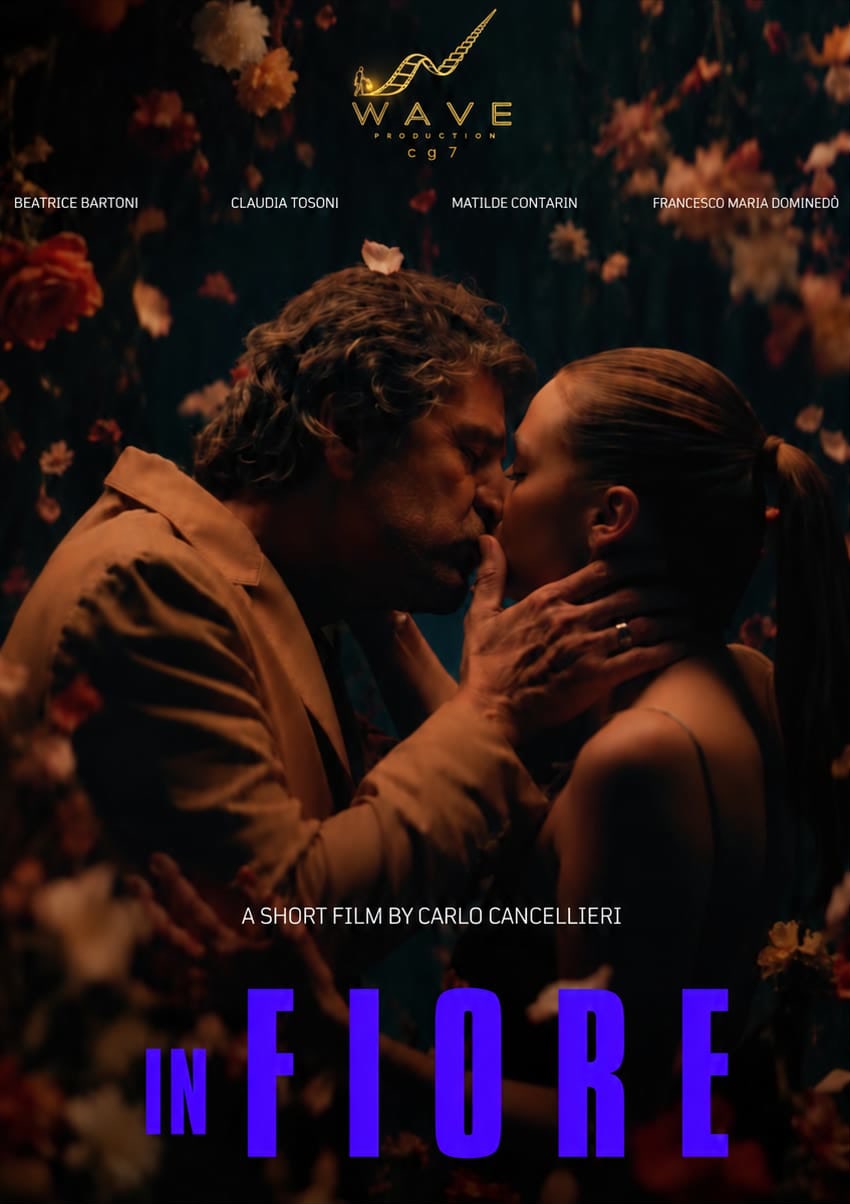 WAVE
PRODUCTION
cg7
BEATRICE BARTONI CLAUDIA TOSONI MATILDE CONTARIN FRANCESCO MARIA DOMINEDÒ
A SHORT FILM BY CARLO CANCELLIERI
IN FIORE